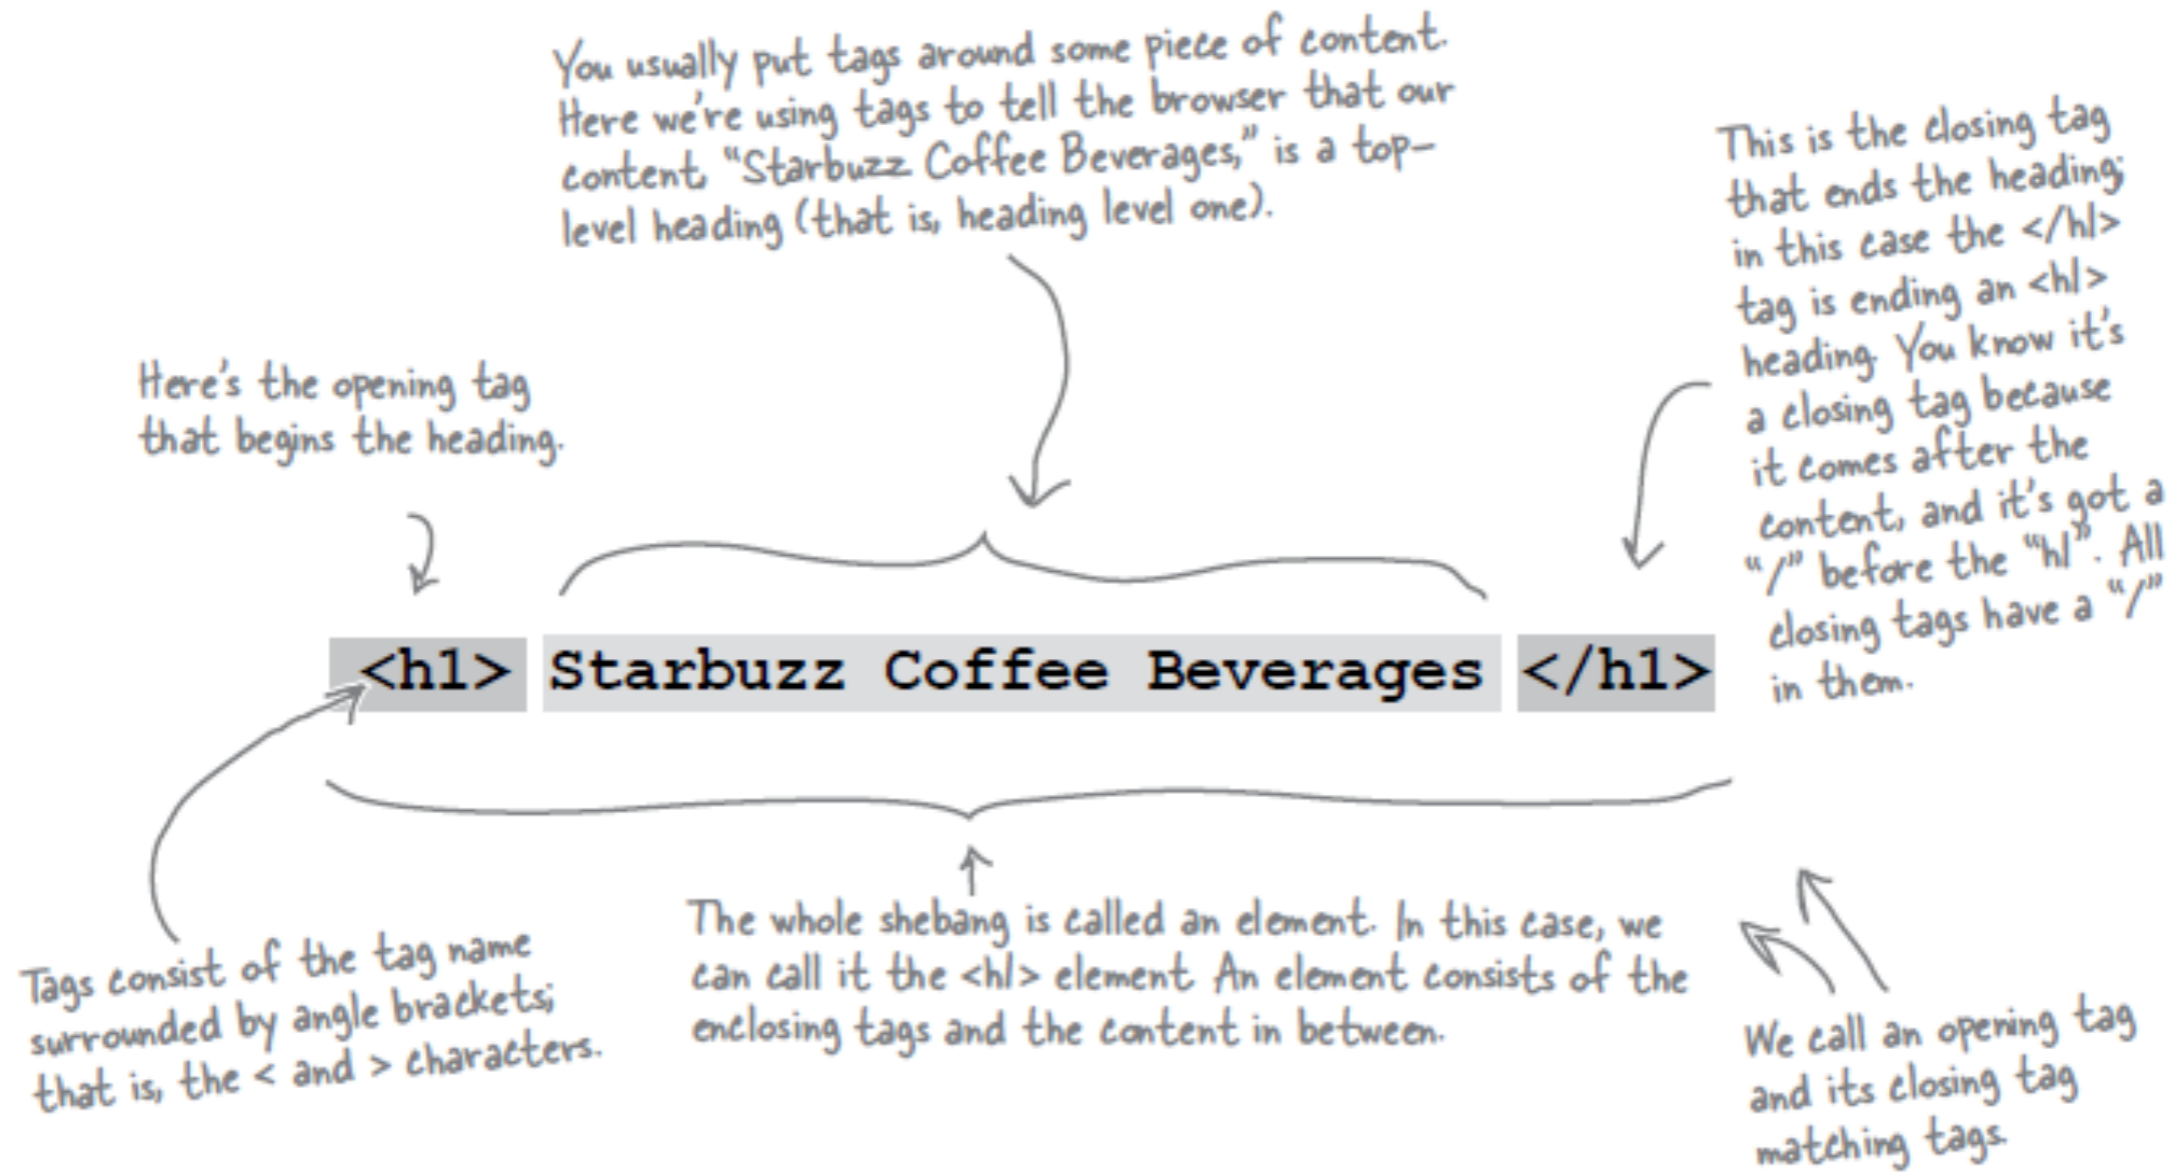 You usually put tags around some piece of content.
Here we're using tags to tell the browser that our
content, "Starbuzz Coffee Beverages," is a top-
level heading (that is, heading level one).
This is the closing tag
that ends the heading;
in this case the </h1>
tag is ending an <h1>
heading. You know it's
a closing tag because
it comes after the
content, and it's got a
"/" before the "h1". All
closing tags have a "/"
in them.
Here's the opening tag
that begins the heading.
<h1> Starbuzz Coffee Beverages </h1>
Tags consist of the tag name
surrounded by angle brackets;
that is, the < and > characters.
The whole shebang is called an element. In this case, we
can call it the <h1> element. An element consists of the
enclosing tags and the content in between.
We call an opening tag
and its closing tag
matching tags.